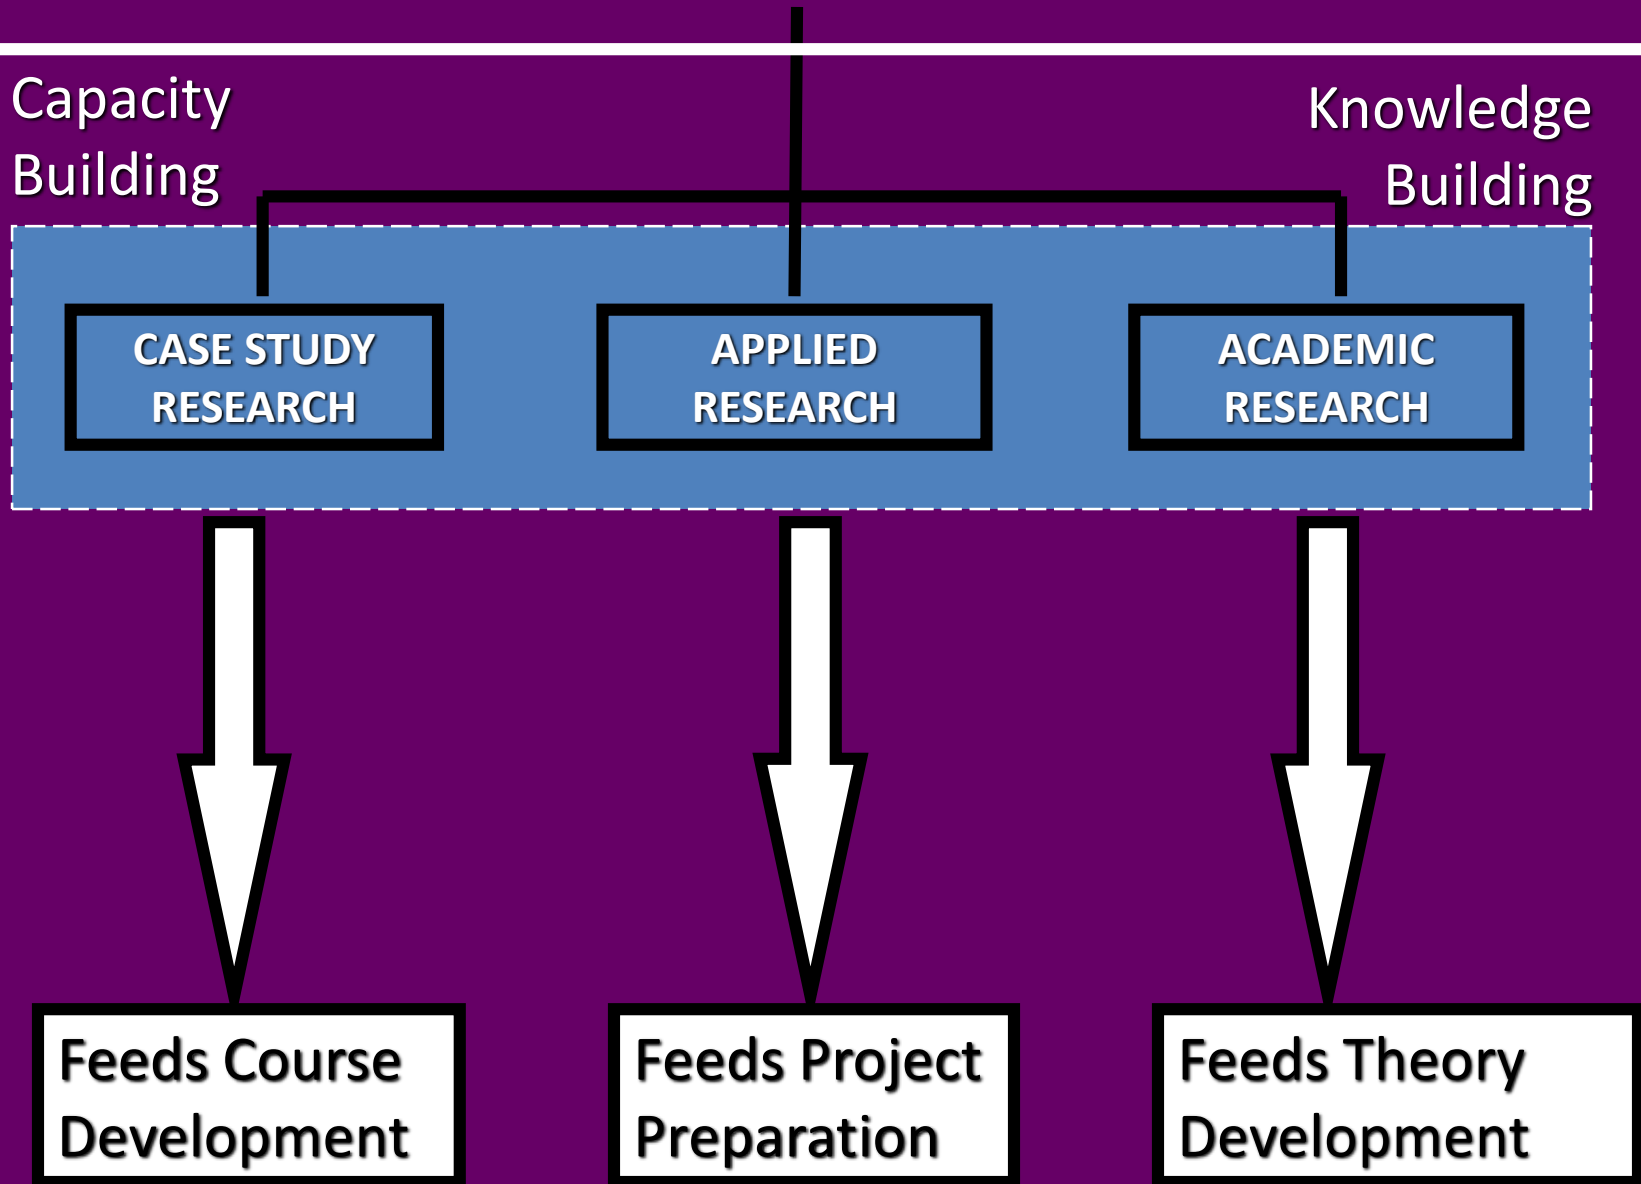 Capacity
Building
Knowledge
Building
CASE STUDY
RESEARCH
APPLIED
RESEARCH
ACADEMIC
RESEARCH
Feeds Course
Development
Feeds Project
Preparation
Feeds Theory
Development